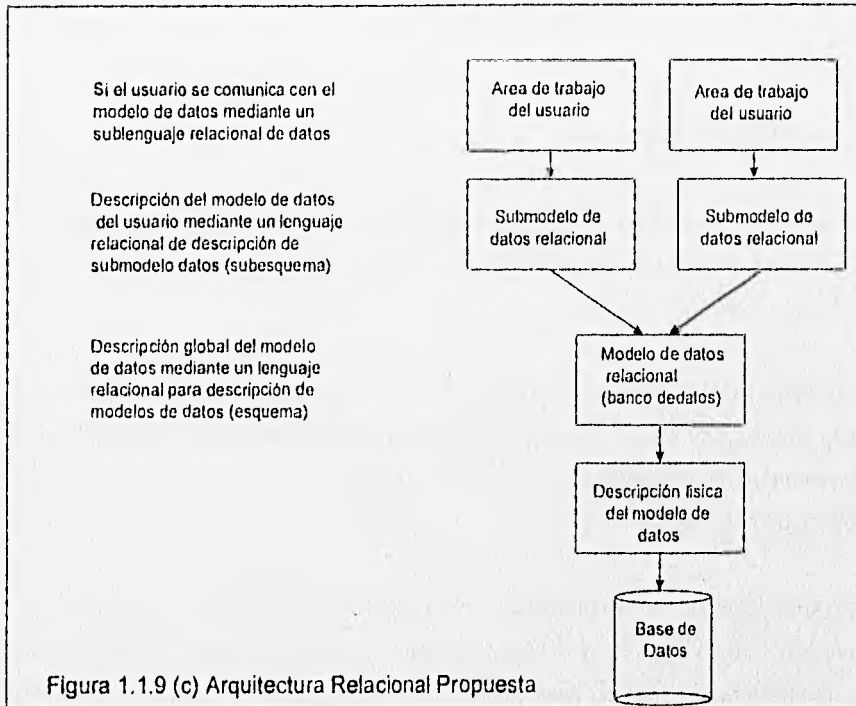 Si el usuario se comunica con el
modelo de datos mediante un
sublenguaje relacional de datos
Area de trabajo
del usuario
Area de trabajo
del usuario
Descripción del modelo de datos
del usuario mediante un lenguaje
relacional de descripción de
submodelo datos (subesquema)
Submodelo de
datos relacional
Submodelo de
datos relacional
Descripción global del modelo
de datos mediante un lenguaje
relacional para descripción de
modelos de datos (esquema)
Modelo de datos
relacional
(banco dedatos)
Descripción física
del modelo de
datos
Base de
Datos
Figura 1.1.9 (c) Arquitectura Relacional Propuesta